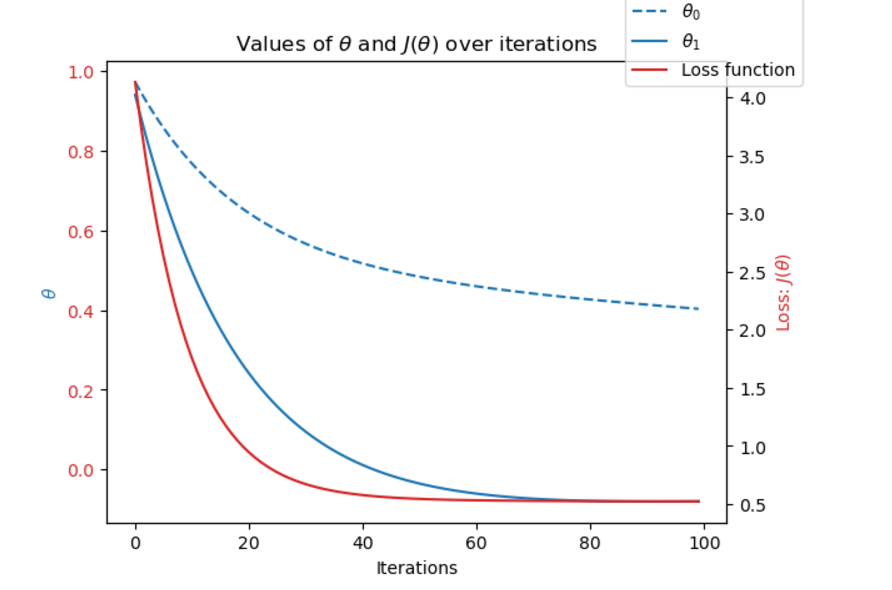 θ₀
θ₁
Loss function
Values of θ and J(θ) over iterations
1.0
0.8
0.6
0.4
0.2
0.0
θ
4.0
3.5
3.0
2.5
2.0
1.5
1.0
0.5
Loss: J(θ)
0 20 40 60 80 100
Iterations